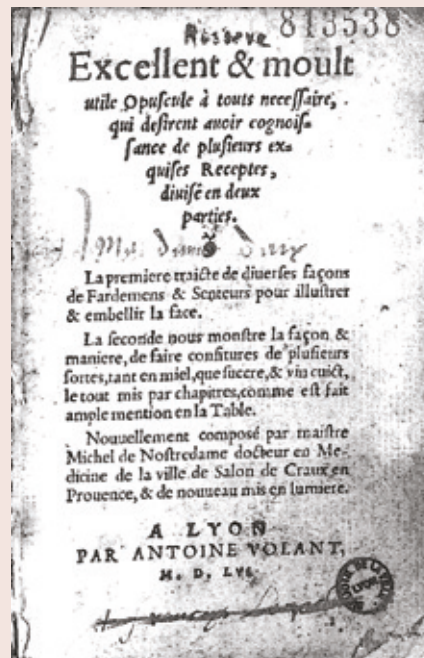 Reserve 813538
Excellent & moult
utile Opuscule à touts necessaire,
qui desirent auoir cognois-
sance de plusieurs ex-
quises Receptes,
diuisé en deux
parties.
La premiere traicte de diuerses façons
de Fardemens & Senteurs pour illustrer
& embellir la face.
La seconde nous monstre la façon &
maniere, de faire confitures de plusieurs
sortes, tant en miel, que succre, & vin cuict,
le tout mis par chapitres, comme est fait
ample mention en la Table.
Nouuellement composé par maistre
Michel de Nostredame docteur en Me-
dicine de la ville de Salon de Craux en
Prouence, & de nouueau mis en lumiere.
A LYON
PAR ANTOINE VOLANT,
M. D. LVI.
LYON